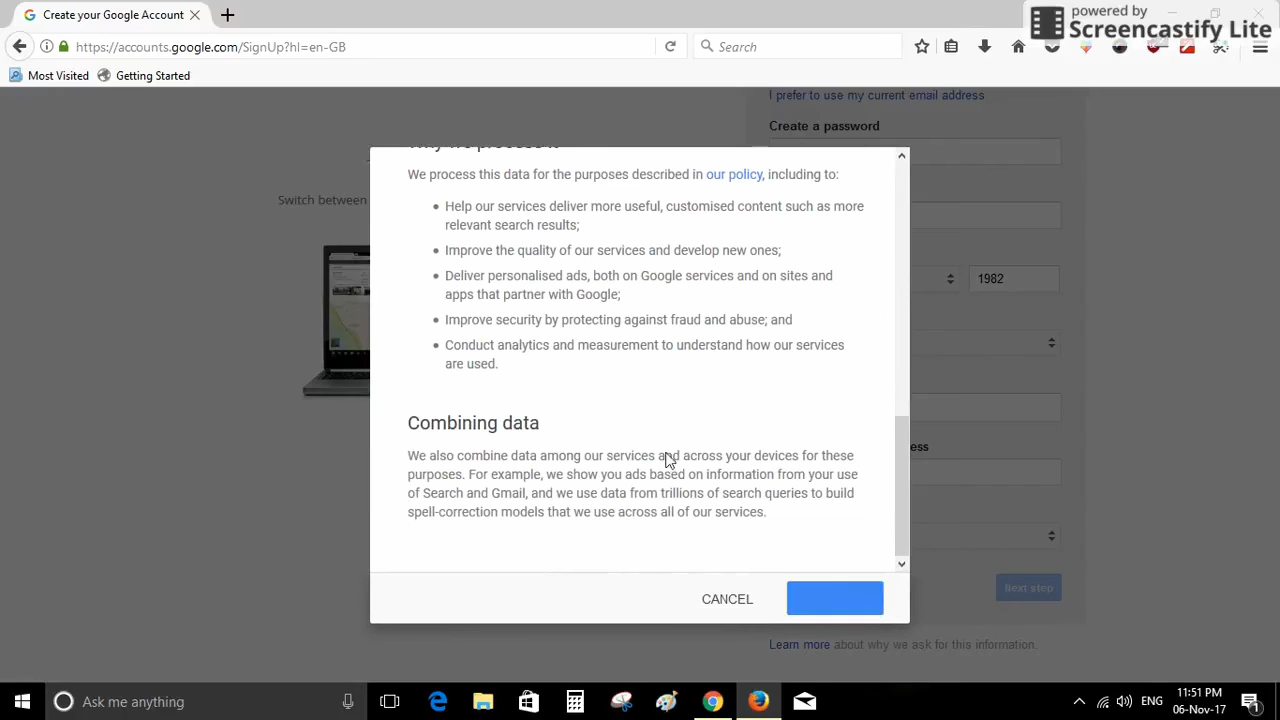 Create your Google Account
powered by
Screencastify Lite
https://accounts.google.com/SignUp?hl=en-GB
Search
Most Visited
Getting Started
I prefer to use my current email address
Create a password
Switch between
1982
Why we process it
We process this data for the purposes described in our policy, including to:
Help our services deliver more useful, customised content such as more
relevant search results;
Improve the quality of our services and develop new ones;
Deliver personalised ads, both on Google services and on sites and
apps that partner with Google;
Improve security by protecting against fraud and abuse; and
Conduct analytics and measurement to understand how our services
are used.
Combining data
We also combine data among our services and across your devices for these
purposes. For example, we show you ads based on information from your use
of Search and Gmail, and we use data from trillions of search queries to build
spell-correction models that we use across all of our services.
ess
CANCEL
Next step
Learn more about why we ask for this information.
Ask me anything
ENG
11:51 PM
06-Nov-17
1